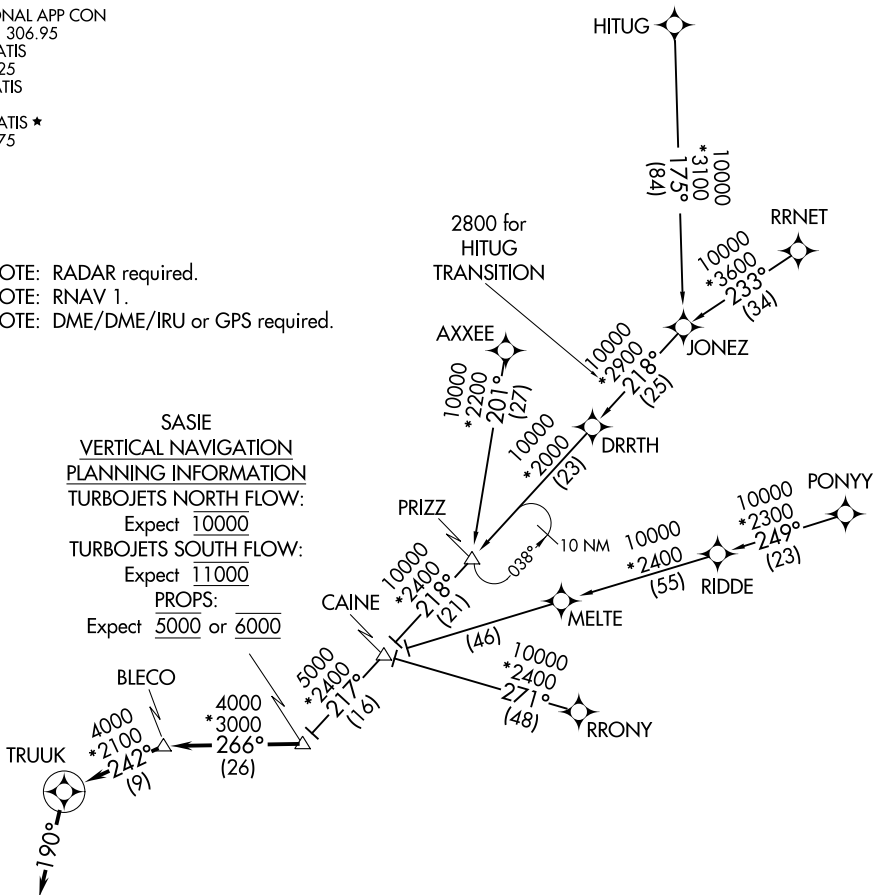 ONAL APP CON
306.95
ATIS
25
ATIS
ATIS ★
75
HITUG
10000
*3100
175°
(84)
RRNET
10000
*3600
233°
(34)
2800 for
HITUG
TRANSITION
OTE: RADAR required.
OTE: RNAV 1.
OTE: DME/DME/IRU or GPS required.
JONEZ
AXXEE
10000
*2900
218°
(25)
10000
*2200
201°
(27)
DRRTH
10000
*2000
(23)
SASIE
VERTICAL NAVIGATION
PLANNING INFORMATION
TURBOJETS NORTH FLOW:
Expect 10000
TURBOJETS SOUTH FLOW:
Expect 11000
PROPS:
Expect 5000 or 6000
PONYY
10000
*2300
249°
(23)
PRIZZ
10 NM
038°
10000
*2400
(55)
RIDDE
10000
*2400
218°
(21)
CAINE
MELTE
(46)
10000
*2400
271°
(48)
RRONY
5000
*2400
217°
(16)
BLECO
4000
*3000
266°
(26)
4000
*2100
242°
(9)
TRUUK
190°